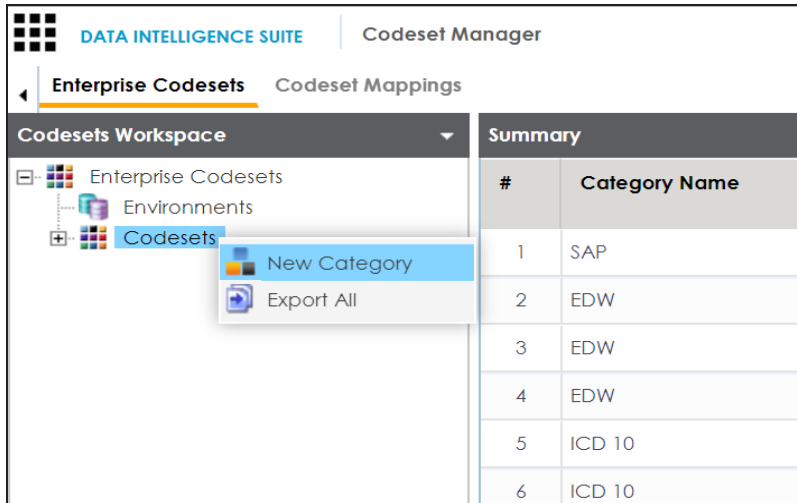 DATA INTELLIGENCE SUITE Codeset Manager
Enterprise Codesets Codeset Mappings
Codesets Workspace
Enterprise Codesets
Environments
Codesets
New Category
Export All
Summary
# Category Name
1 SAP
2 EDW
3 EDW
4 EDW
5 ICD 10
6 ICD 10